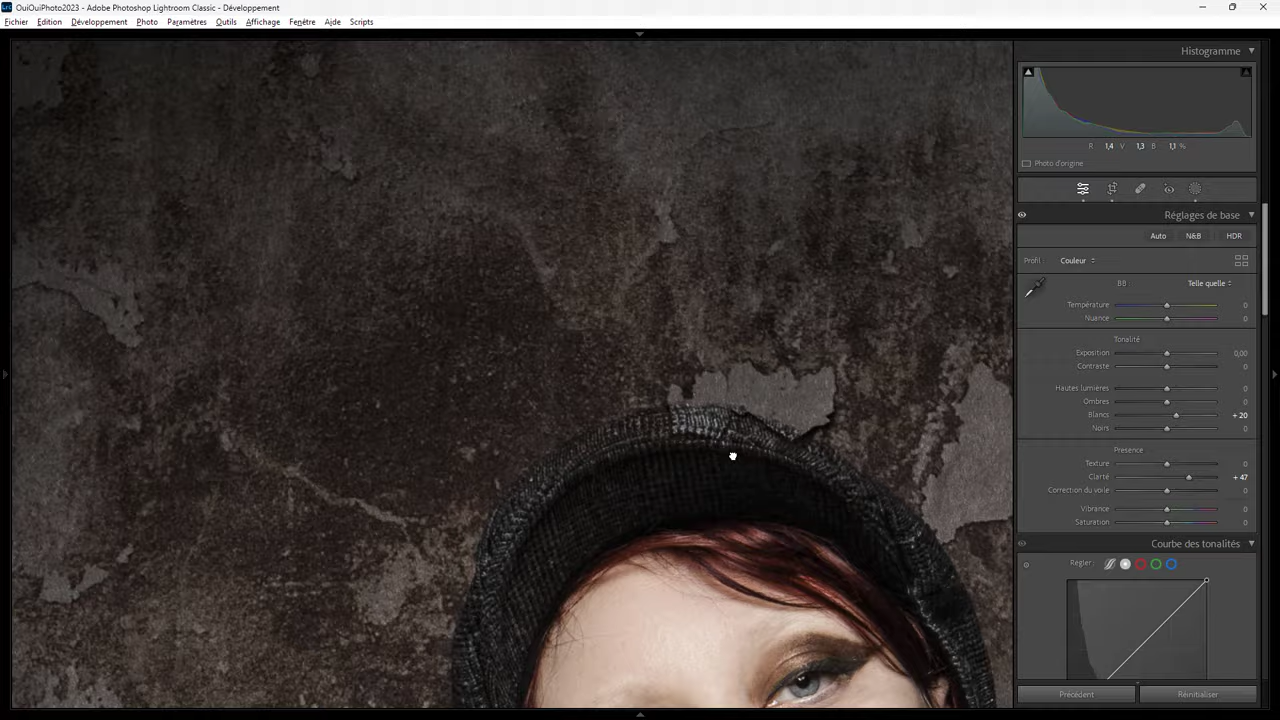 OuiOuiPhoto2023 - Adobe Photoshop Lightroom Classic - Développement
Fichier Edition Développement Photo Paramètres Outils Affichage Fenêtre Aide Scripts
Histogramme
R 1,4 V 1,3 B 1,1 %
Photo d'origine
Réglages de base
Auto N&B HDR
Profil : Couleur
BB : Telle quelle
Température 0
Nuance 0
Tonalité
Exposition 0,00
Contraste 0
Hautes lumières 0
Ombres 0
Blancs + 20
Noirs 0
Presence
Texture 0
Clarté + 47
Correction du voile 0
Vibrance 0
Saturation 0
Courbe des tonalités
Régler :
Précédent Réinitialiser